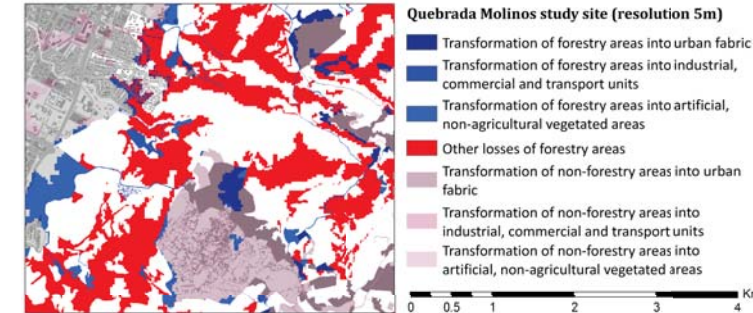 Quebrada Molinos study site (resolution 5m)
Transformation of forestry areas into urban fabric
Transformation of forestry areas into industrial,
commercial and transport units
Transformation of forestry areas into artificial,
non-agricultural vegetated areas
Other losses of forestry areas
Transformation of non-forestry areas into urban
fabric
Transformation of non-forestry areas into
industrial, commercial and transport units
Transformation of non-forestry areas into
artificial, non-agricultural vegetated areas
0 0.5 1 2 3 4